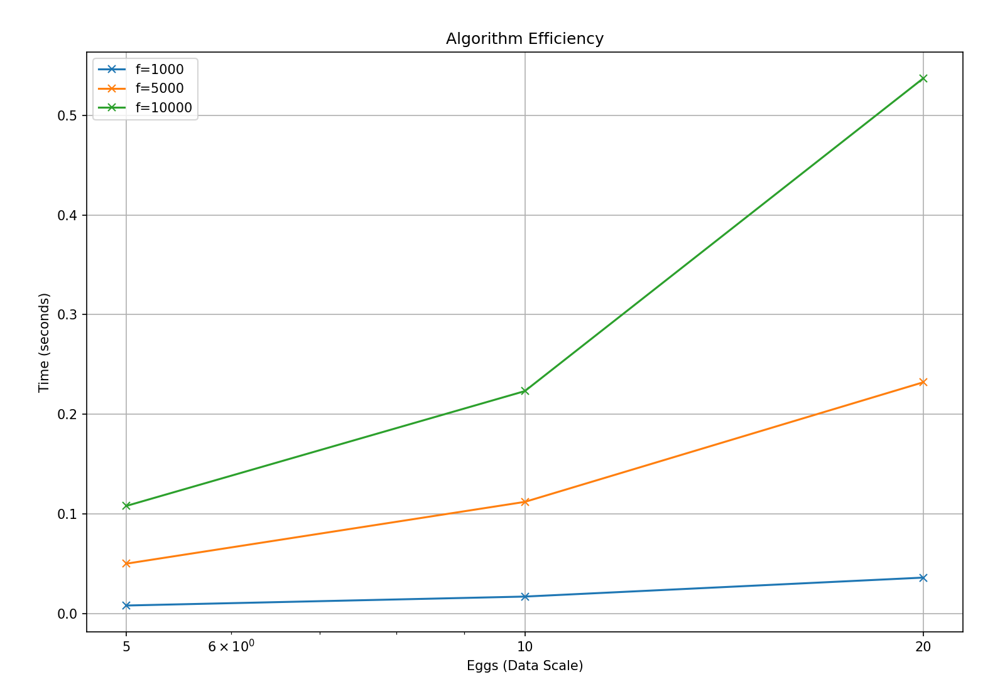 Algorithm Efficiency
f=1000
f=5000
f=10000
0.5
0.4
0.3
0.2
0.1
0.0
Time (seconds)
5
6 × 10⁰
10
20
Eggs (Data Scale)